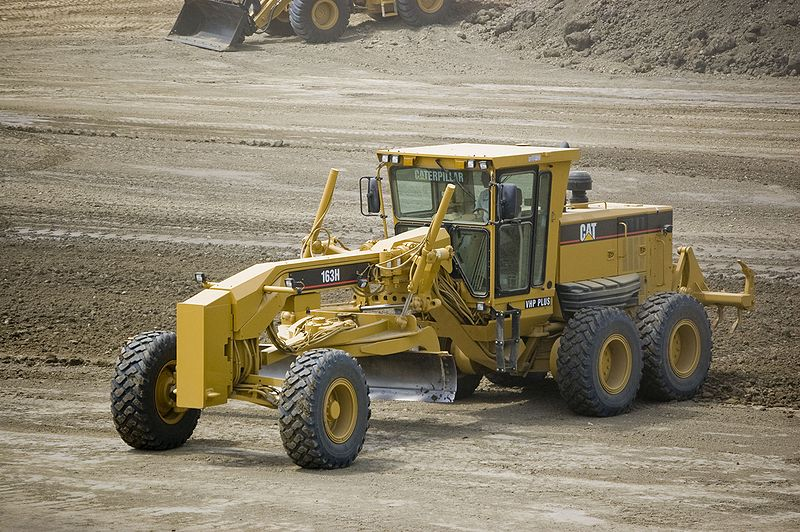 CATERPILLAR
CAT
163H
VHP PLUS